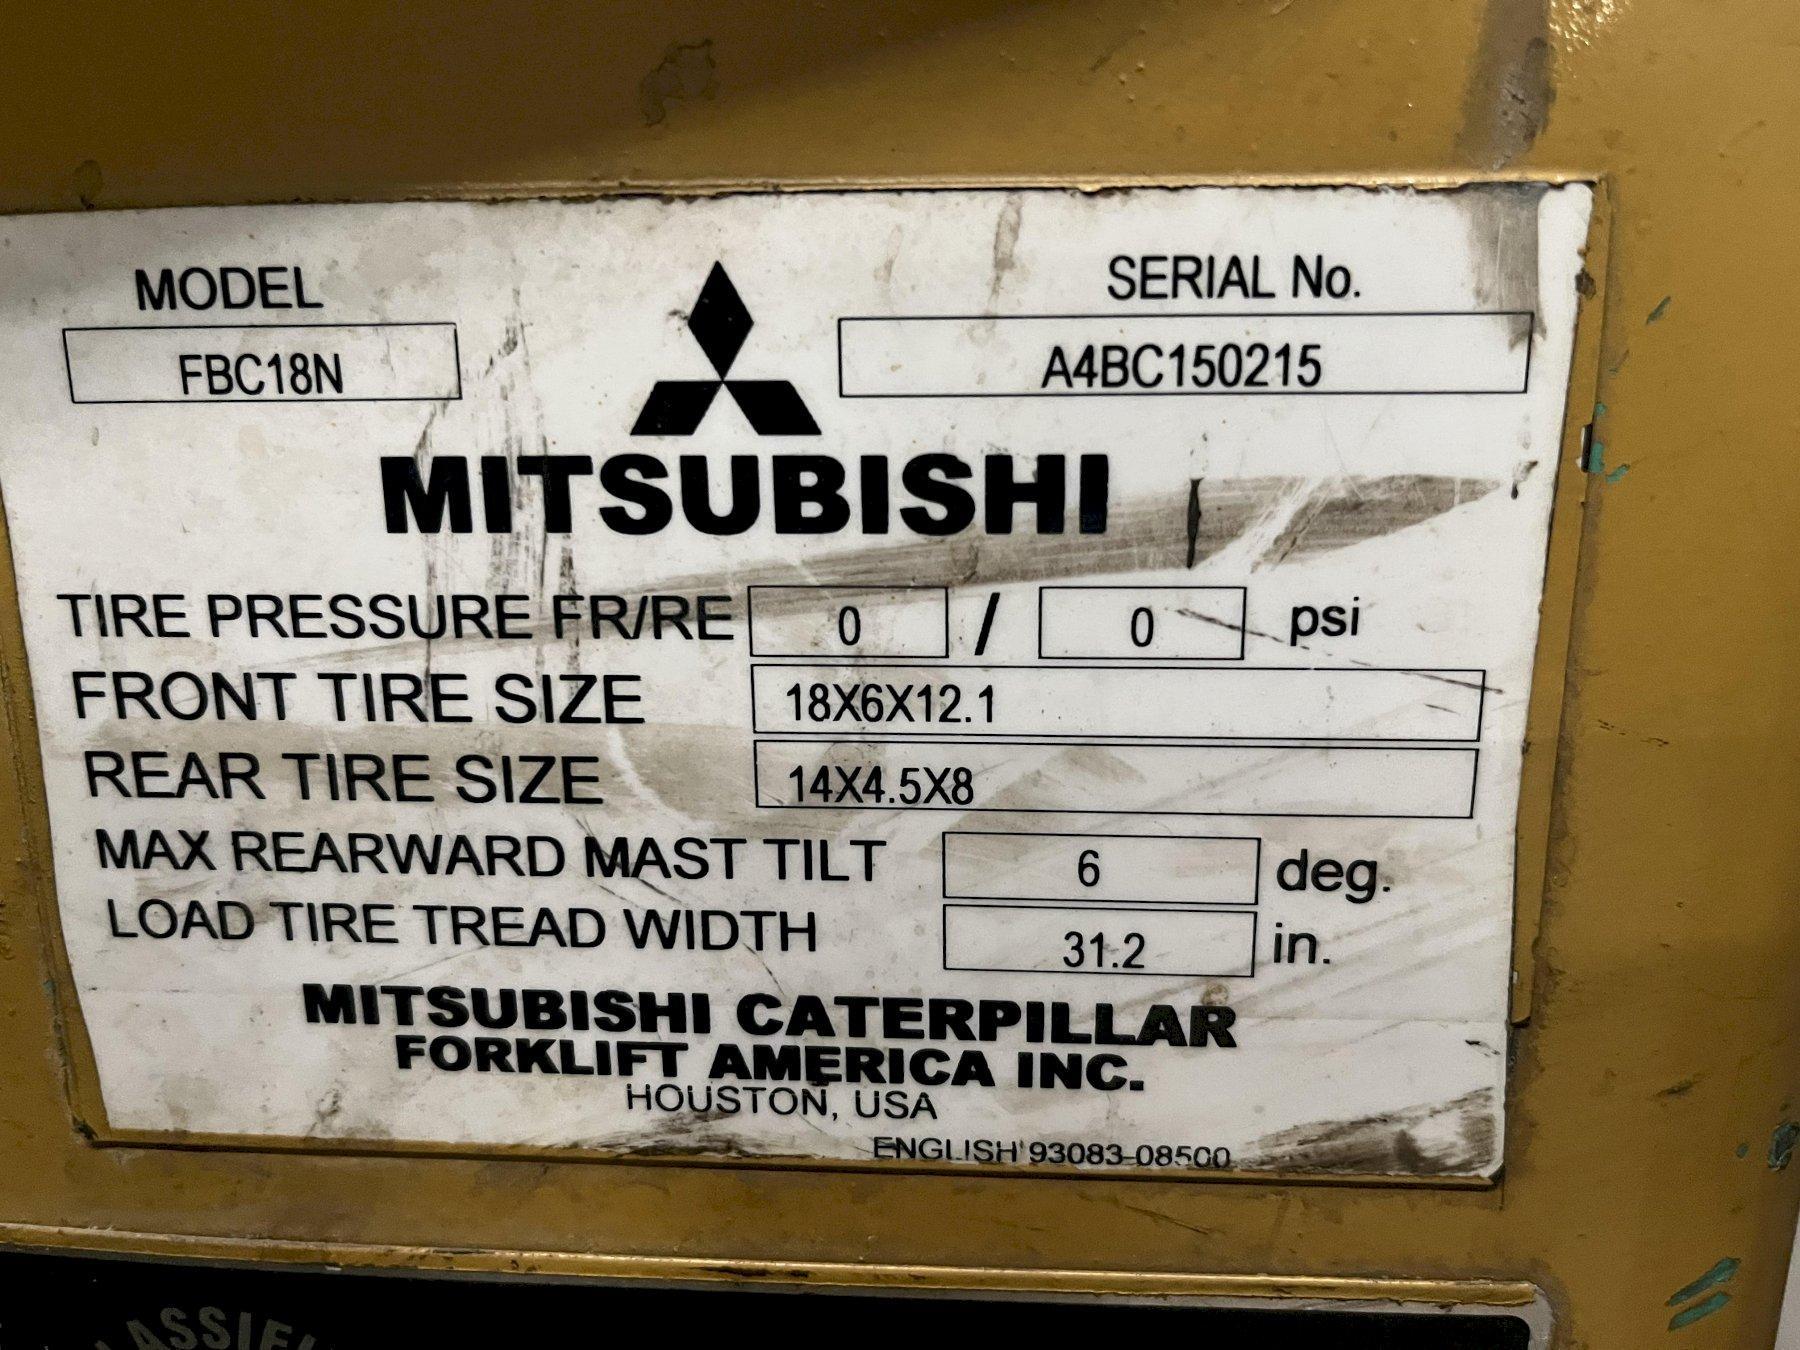 MODEL
FBC18N
SERIAL No.
A4BC150215
MITSUBISHI
TIRE PRESSURE FR/RE 0 / 0 psi
FRONT TIRE SIZE 18X6X12.1
REAR TIRE SIZE 14X4.5X8
MAX REARWARD MAST TILT 6 deg.
LOAD TIRE TREAD WIDTH 31.2 in.
MITSUBISHI CATERPILLAR
FORKLIFT AMERICA INC.
HOUSTON, USA
ENGLISH 93083-08500